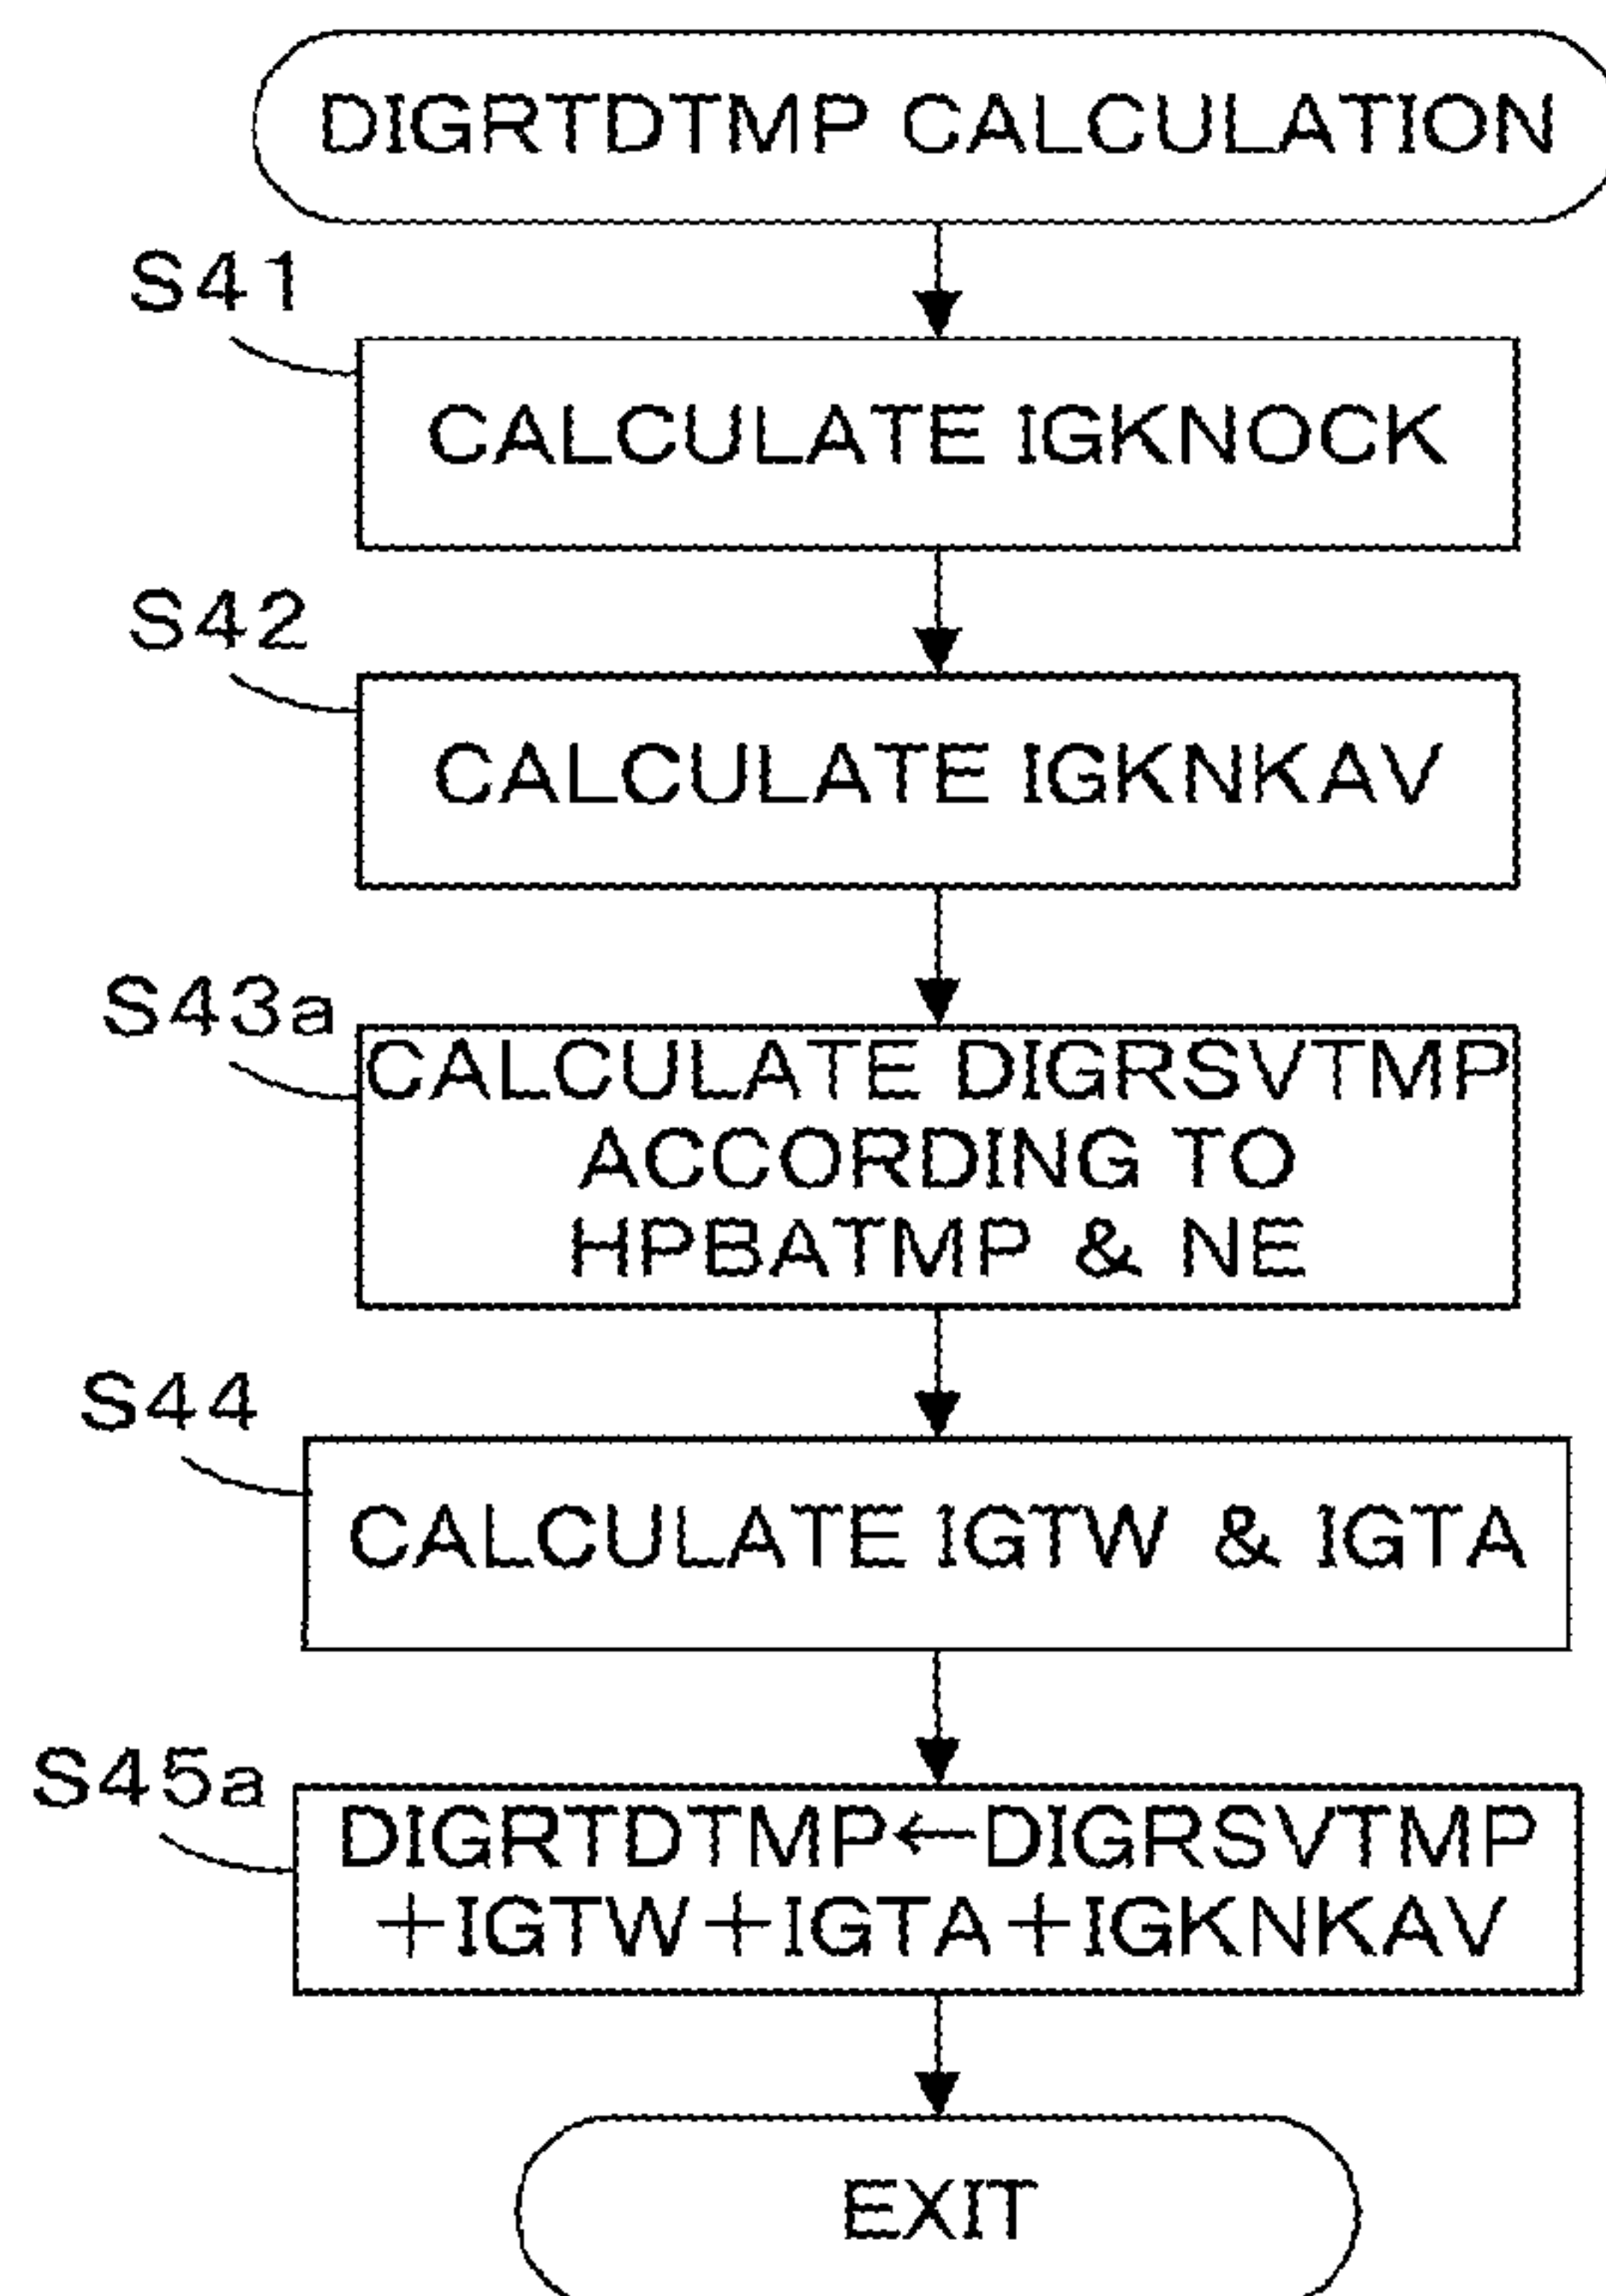 DIGRTDTMP CALCULATION
S41
CALCULATE IGKNOCK
S42
CALCULATE IGKNKAV
S43a
CALCULATE DIGRSVTMP
ACCORDING TO
HPBATMP & NE
S44
CALCULATE IGTW & IGTA
S45a
DIGRTDTMP←DIGRSVTMP
+IGTW+IGTA+IGKNKAV
EXIT